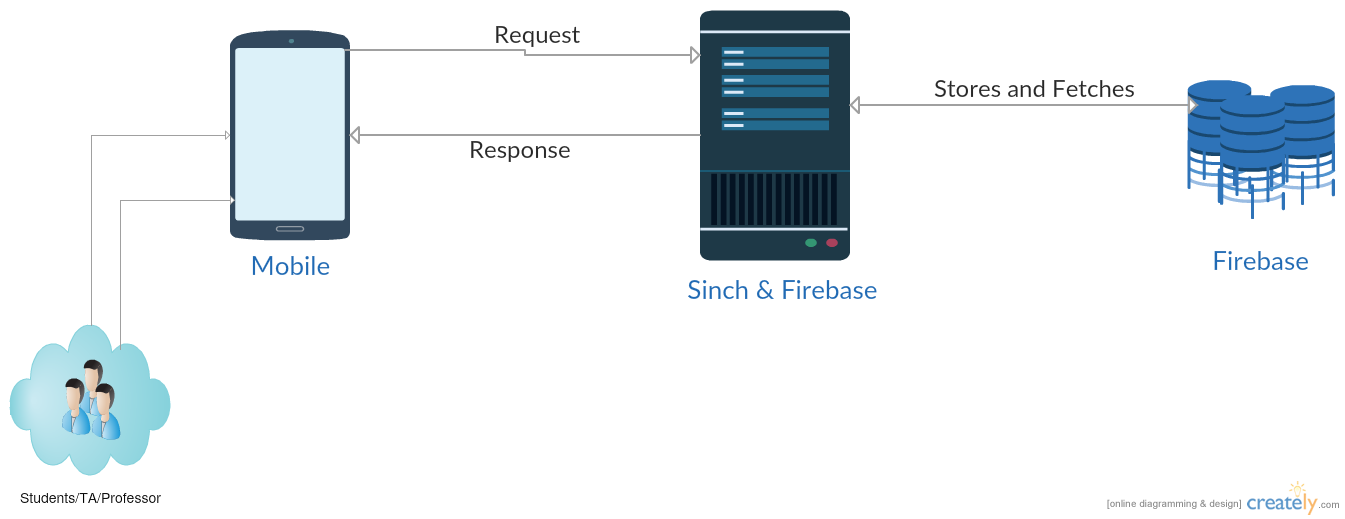 Request
Stores and Fetches
Response
Mobile
Sinch & Firebase
Firebase
Students/TA/Professor
[online diagramming & design] creately.com